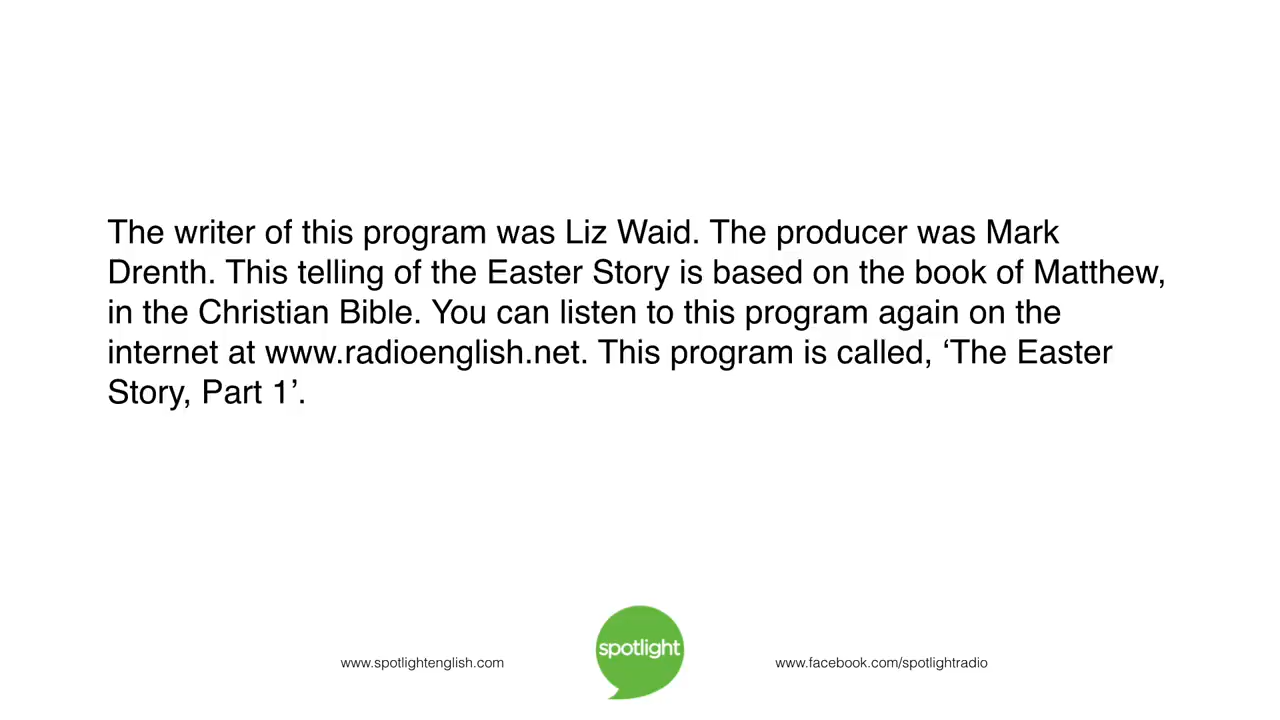 The writer of this program was Liz Waid. The producer was Mark
Drenth. This telling of the Easter Story is based on the book of Matthew,
in the Christian Bible. You can listen to this program again on the
internet at www.radioenglish.net. This program is called, ‘The Easter
Story, Part 1’.
www.spotlightenglish.com
spotlight
www.facebook.com/spotlightradio